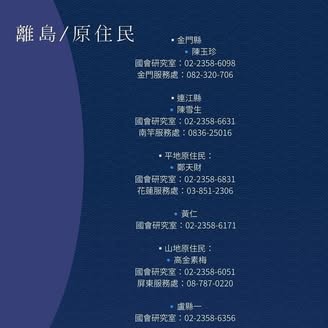 離島/原住民
• 金門縣
• 陳玉珍
國會研究室：02-2358-6098
金門服務處：082-320-706
• 連江縣
• 陳雪生
國會研究室：02-2358-6631
南竿服務處：0836-25016
• 平地原住民：
• 鄭天財
國會研究室：02-2358-6831
花蓮服務處：03-851-2306
• 黃仁
國會研究室：02-2358-6171
• 山地原住民：
• 高金素梅
國會研究室：02-2358-6051
屏東服務處：08-787-0220
• 盧縣一
國會研究室：02-2358-6356